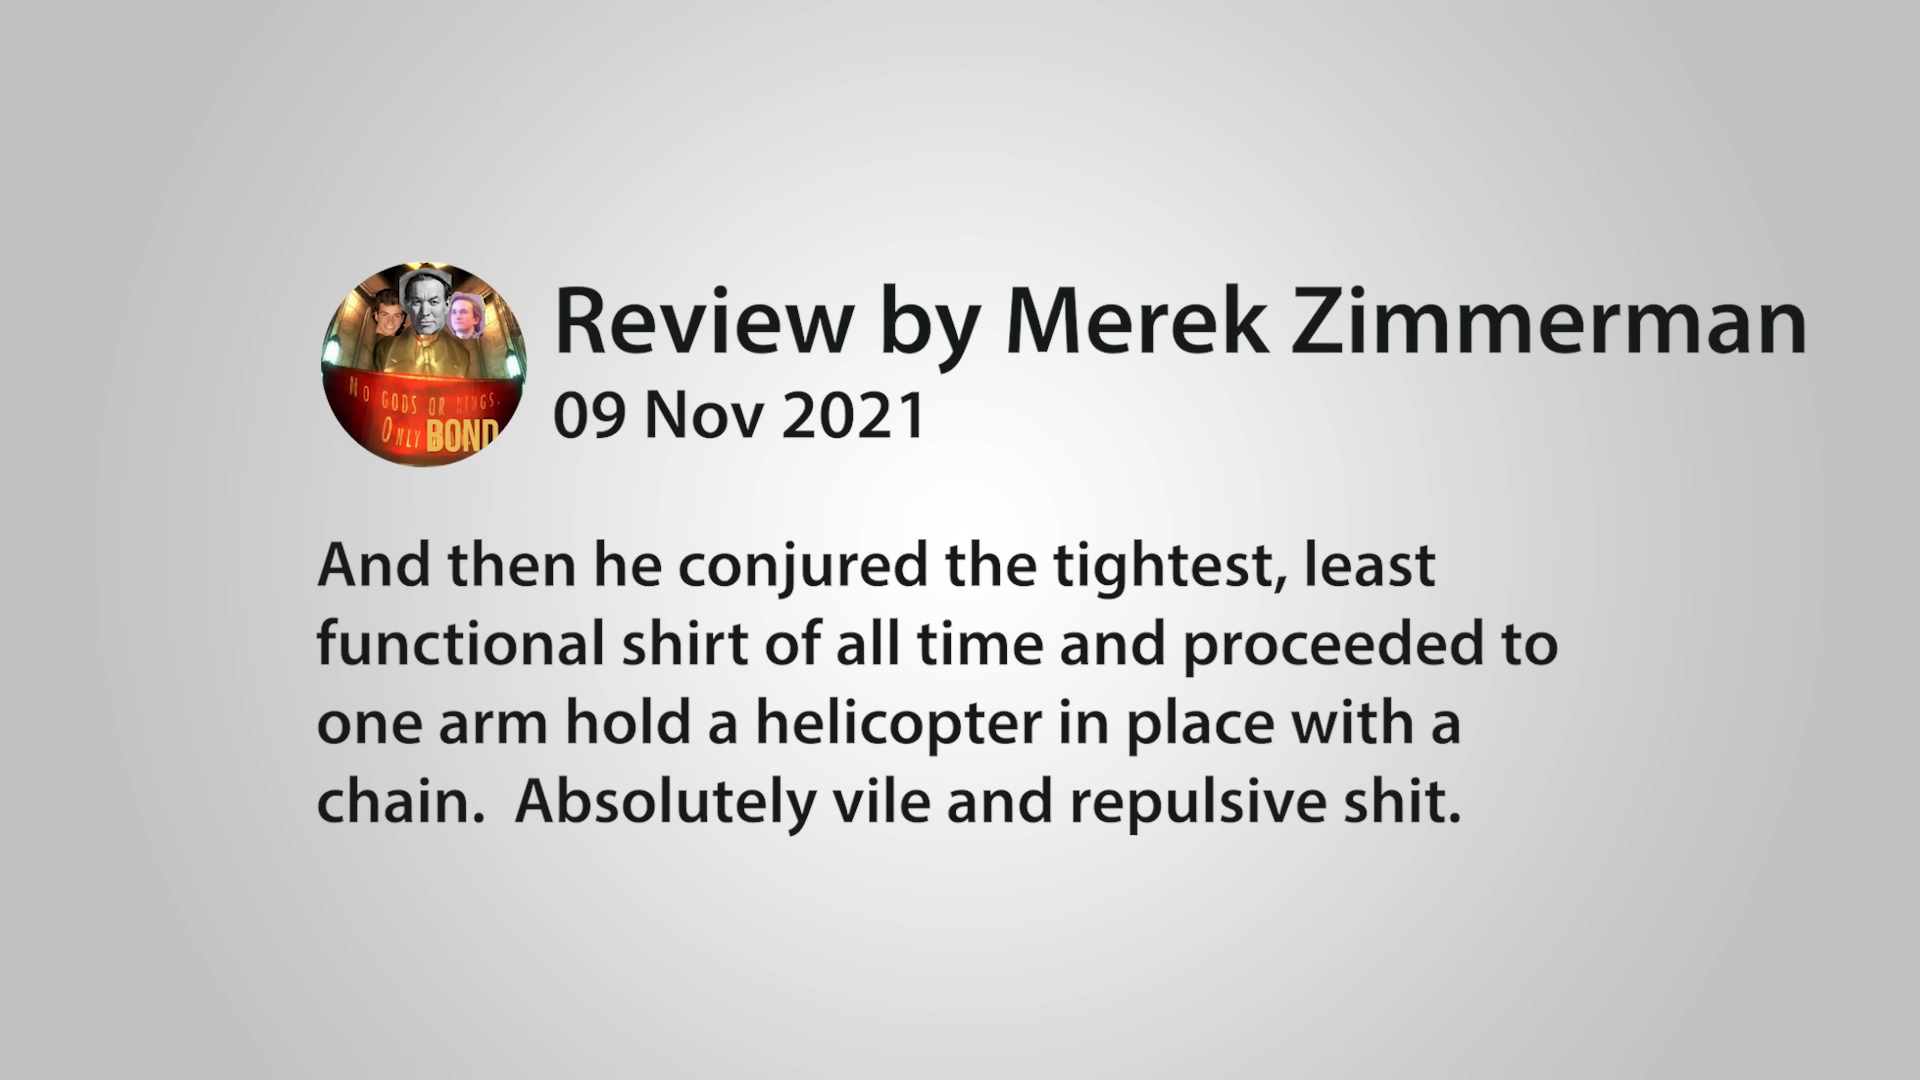 Review by Merek Zimmerman
09 Nov 2021
NO GODS OR KINGS.
ONLY BOND
And then he conjured the tightest, least
functional shirt of all time and proceeded to
one arm hold a helicopter in place with a
chain.  Absolutely vile and repulsive shit.